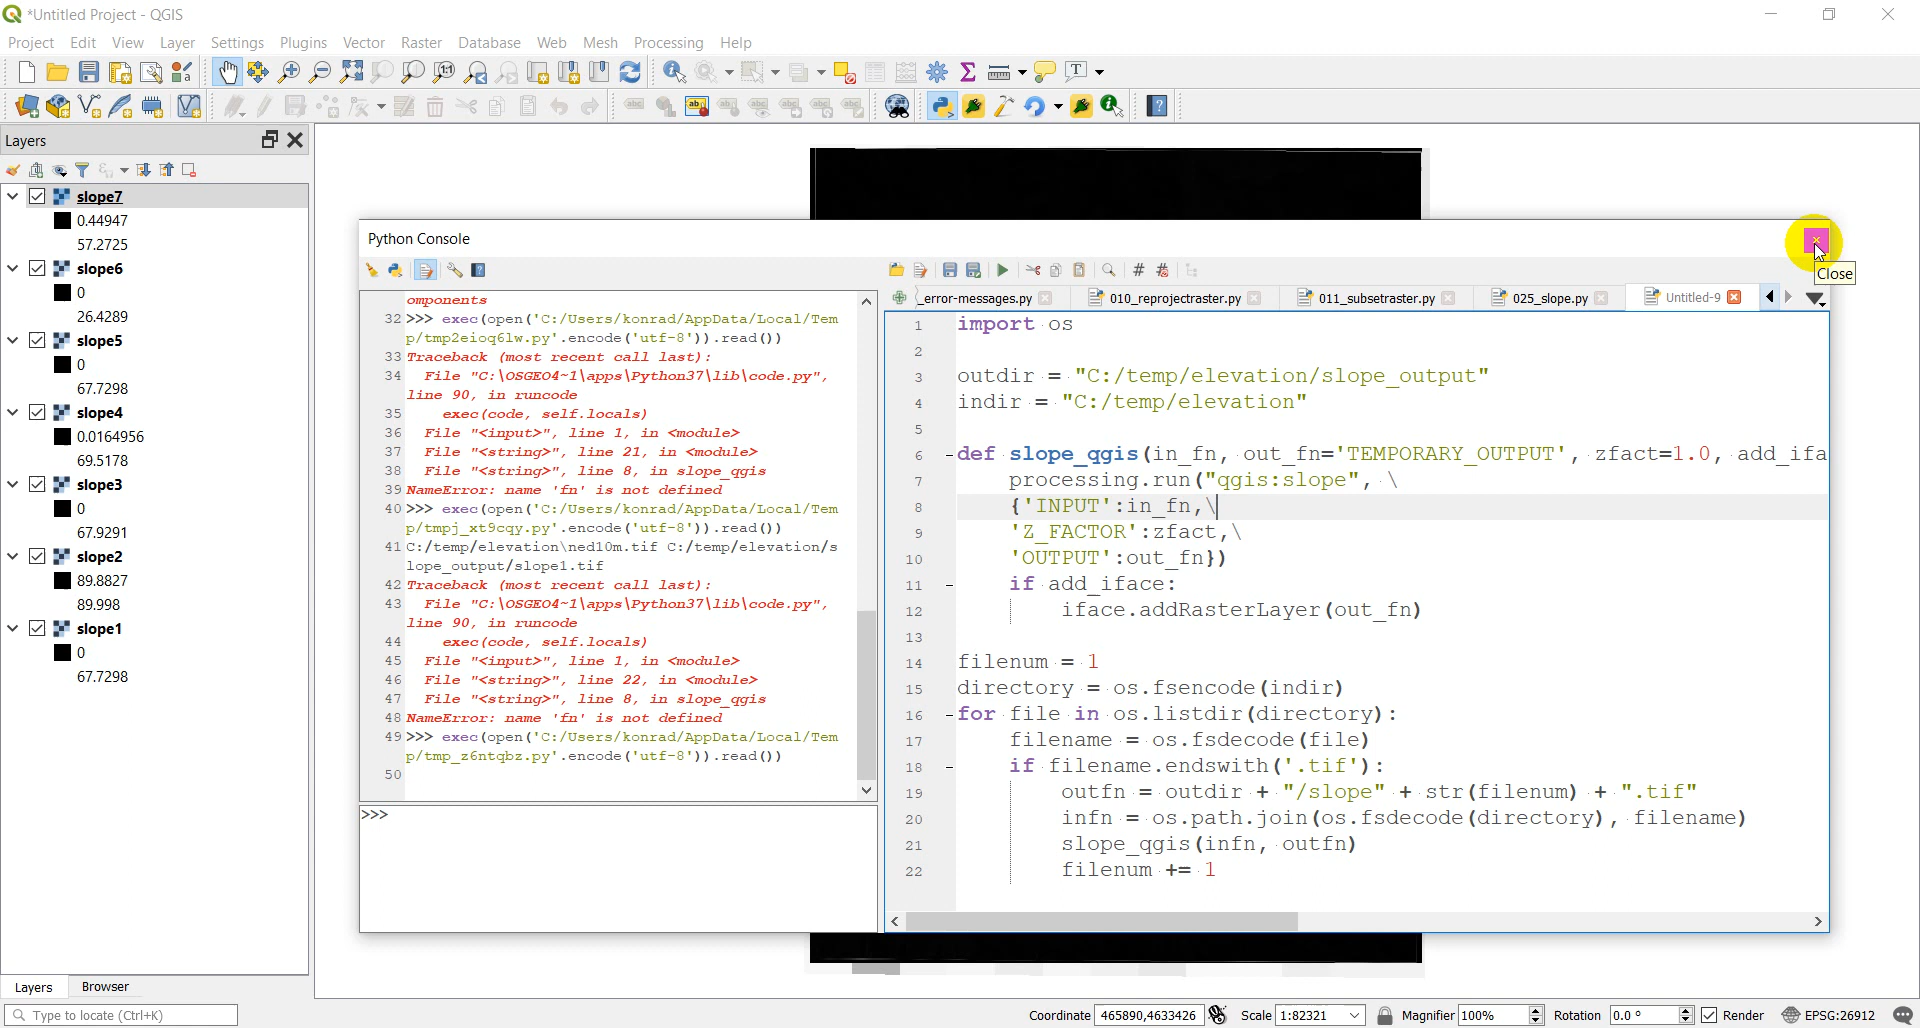 *Untitled Project - QGIS
Project Edit View Layer Settings Plugins Vector Raster Database Web Mesh Processing Help
Layers
slope7
0.44947
57.2725
slope6
0
26.4289
slope5
0
67.7298
slope4
0.0164956
69.5178
slope3
0
67.9291
slope2
89.8827
89.998
slope1
0
67.7298
Layers Browser
Type to locate (Ctrl+K)
Python Console
Close
omponents
32 >>> exec(open('C:/Users/konrad/AppData/Local/Tem
p/tmp2eioq6lw.py'.encode('utf-8')).read())
33 Traceback (most recent call last):
34 File "C:\OSGEO4~1\apps\Python37\lib\code.py",
line 90, in runcode
35 exec(code, self.locals)
36 File "<input>", line 1, in <module>
37 File "<string>", line 21, in <module>
38 File "<string>", line 8, in slope_qgis
39 NameError: name 'fn' is not defined
40 >>> exec(open('C:/Users/konrad/AppData/Local/Tem
p/tmpj_xt9cqy.py'.encode('utf-8')).read())
41 C:/temp/elevation\ned10m.tif C:/temp/elevation/s
lope_output/slope1.tif
42 Traceback (most recent call last):
43 File "C:\OSGEO4~1\apps\Python37\lib\code.py",
line 90, in runcode
44 exec(code, self.locals)
45 File "<input>", line 1, in <module>
46 File "<string>", line 22, in <module>
47 File "<string>", line 8, in slope_qgis
48 NameError: name 'fn' is not defined
49 >>> exec(open('C:/Users/konrad/AppData/Local/Tem
p/tmp_z6ntqbz.py'.encode('utf-8')).read())
50
>>>
_error-messages.py 010_reprojectraster.py 011_subsetraster.py 025_slope.py Untitled-9
1 import os
2
3 outdir = "C:/temp/elevation/slope_output"
4 indir = "C:/temp/elevation"
5
6 def slope_qgis(in_fn, out_fn='TEMPORARY_OUTPUT', zfact=1.0, add_ifa
7 processing.run("qgis:slope", \
8 {'INPUT':in_fn,\
9 'Z_FACTOR':zfact,\
10 'OUTPUT':out_fn})
11 if add_iface:
12 iface.addRasterLayer(out_fn)
13
14 filenum = 1
15 directory = os.fsencode(indir)
16 for file in os.listdir(directory):
17 filename = os.fsdecode(file)
18 if filename.endswith('.tif'):
19 outfn = outdir + "/slope" + str(filenum) + ".tif"
20 infn = os.path.join(os.fsdecode(directory), filename)
21 slope_qgis(infn, outfn)
22 filenum += 1
Coordinate 465890,4633426 Scale 1:82321 Magnifier 100% Rotation 0.0 ° Render EPSG:26912